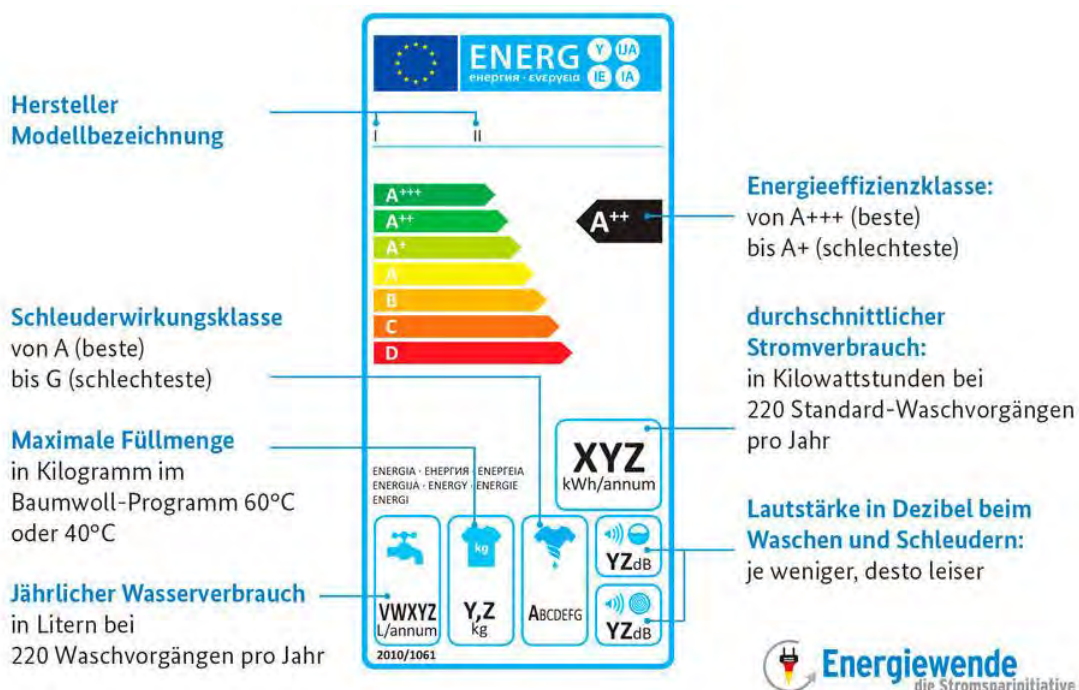 ENERG Y IJA
енергия · ενεργεια IE IA
Hersteller
Modellbezeichnung
I II
A+++
A++
A+
A
B
C
D
A++
Energieeffizienzklasse:
von A+++ (beste)
bis A+ (schlechteste)
Schleuderwirkungsklasse
von A (beste)
bis G (schlechteste)
durchschnittlicher
Stromverbrauch:
in Kilowattstunden bei
220 Standard-Waschvorgängen
pro Jahr
Maximale Füllmenge
in Kilogramm im
Baumwoll-Programm 60°C
oder 40°C
XYZ
kWh/annum
ENERGIA · ЕНЕРГИЯ · ΕΝΕΡΓΕΙΑ
ENERGIJA · ENERGY · ENERGIE
ENERGI
Lautstärke in Dezibel beim
Waschen und Schleudern:
je weniger, desto leiser
Jährlicher Wasserverbrauch
in Litern bei
220 Waschvorgängen pro Jahr
VWXYZ
L/annum
kg
Y,Z
kg
ABCDEFG
YZdB
YZdB
2010/1061
Energiewende
die Stromsparinitiative